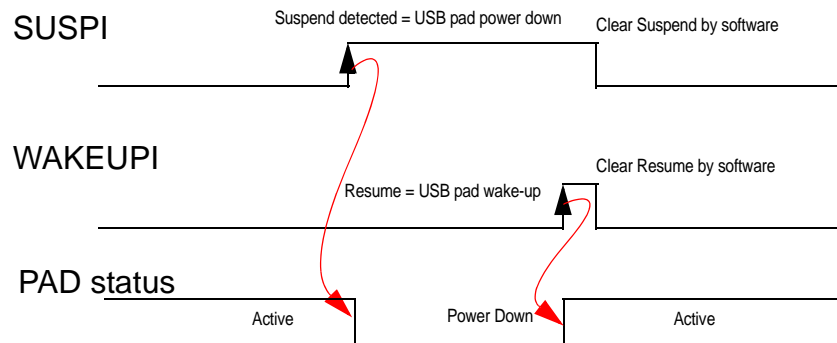 SUSPI
Suspend detected = USB pad power down
Clear Suspend by software
WAKEUPI
Resume = USB pad wake-up
Clear Resume by software
PAD status
Active
Power Down
Active